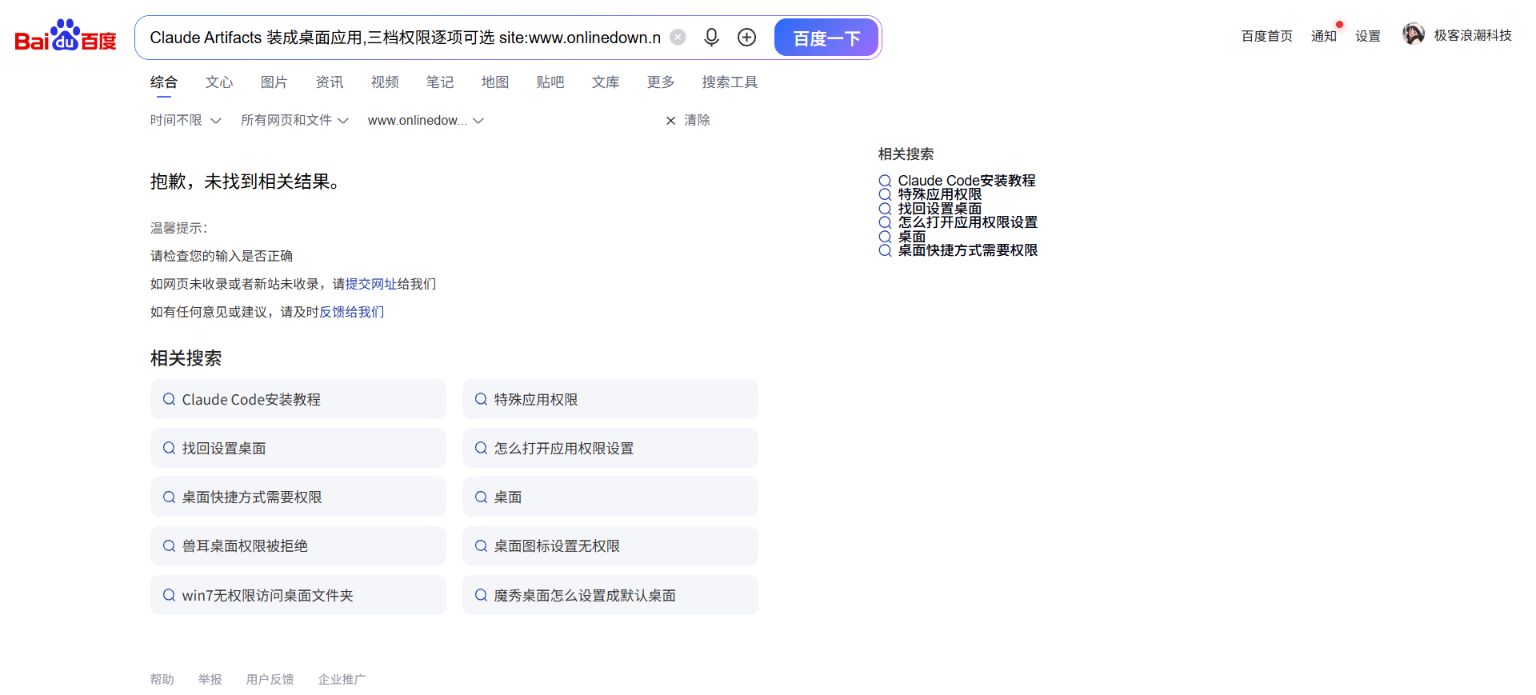 Bai du 百度
Claude Artifacts 装成桌面应用,三档权限逐项可选 site:www.onlinedown.n
百度一下
百度首页 通知 设置 极客浪潮科技
综合 文心 图片 资讯 视频 笔记 地图 贴吧 文库 更多 搜索工具
时间不限 所有网页和文件 www.onlinedow... 清除
抱歉，未找到相关结果。
温馨提示：
请检查您的输入是否正确
如网页未收录或者新站未收录，请提交网址给我们
如有任何意见或建议，请及时反馈给我们
相关搜索
Claude Code安装教程 特殊应用权限
找回设置桌面 怎么打开应用权限设置
桌面快捷方式需要权限 桌面
兽耳桌面权限被拒绝 桌面图标设置无权限
win7无权限访问桌面文件夹 魔秀桌面怎么设置成默认桌面
相关搜索
Claude Code安装教程
特殊应用权限
找回设置桌面
怎么打开应用权限设置
桌面
桌面快捷方式需要权限
帮助 举报 用户反馈 企业推广